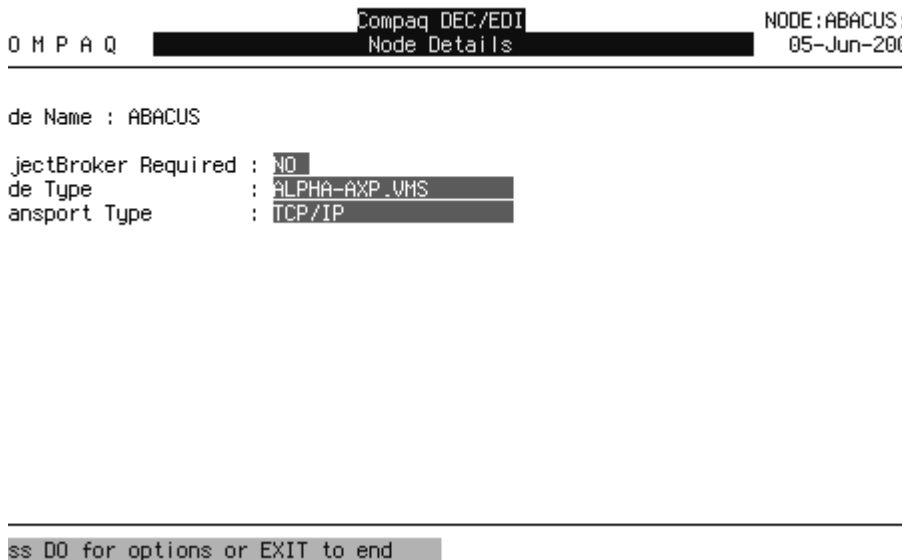 Compaq DEC/EDI NODE:ABACUS:
O M P A Q Node Details 05-Jun-200
de Name : ABACUS
jectBroker Required : NO
de Type : ALPHA-AXP.VMS
ansport Type : TCP/IP
ss DO for options or EXIT to end